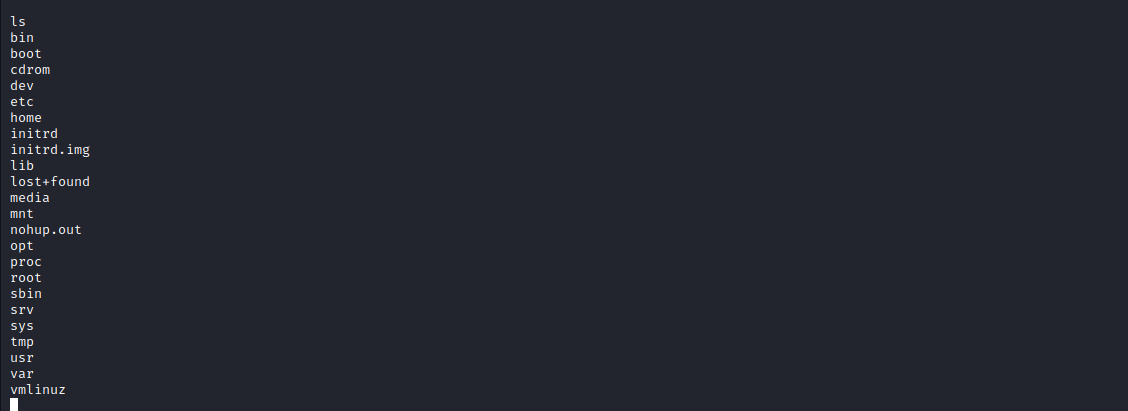 ls
bin
boot
cdrom
dev
etc
home
initrd
initrd.img
lib
lost+found
media
mnt
nohup.out
opt
proc
root
sbin
srv
sys
tmp
usr
var
vmlinuz